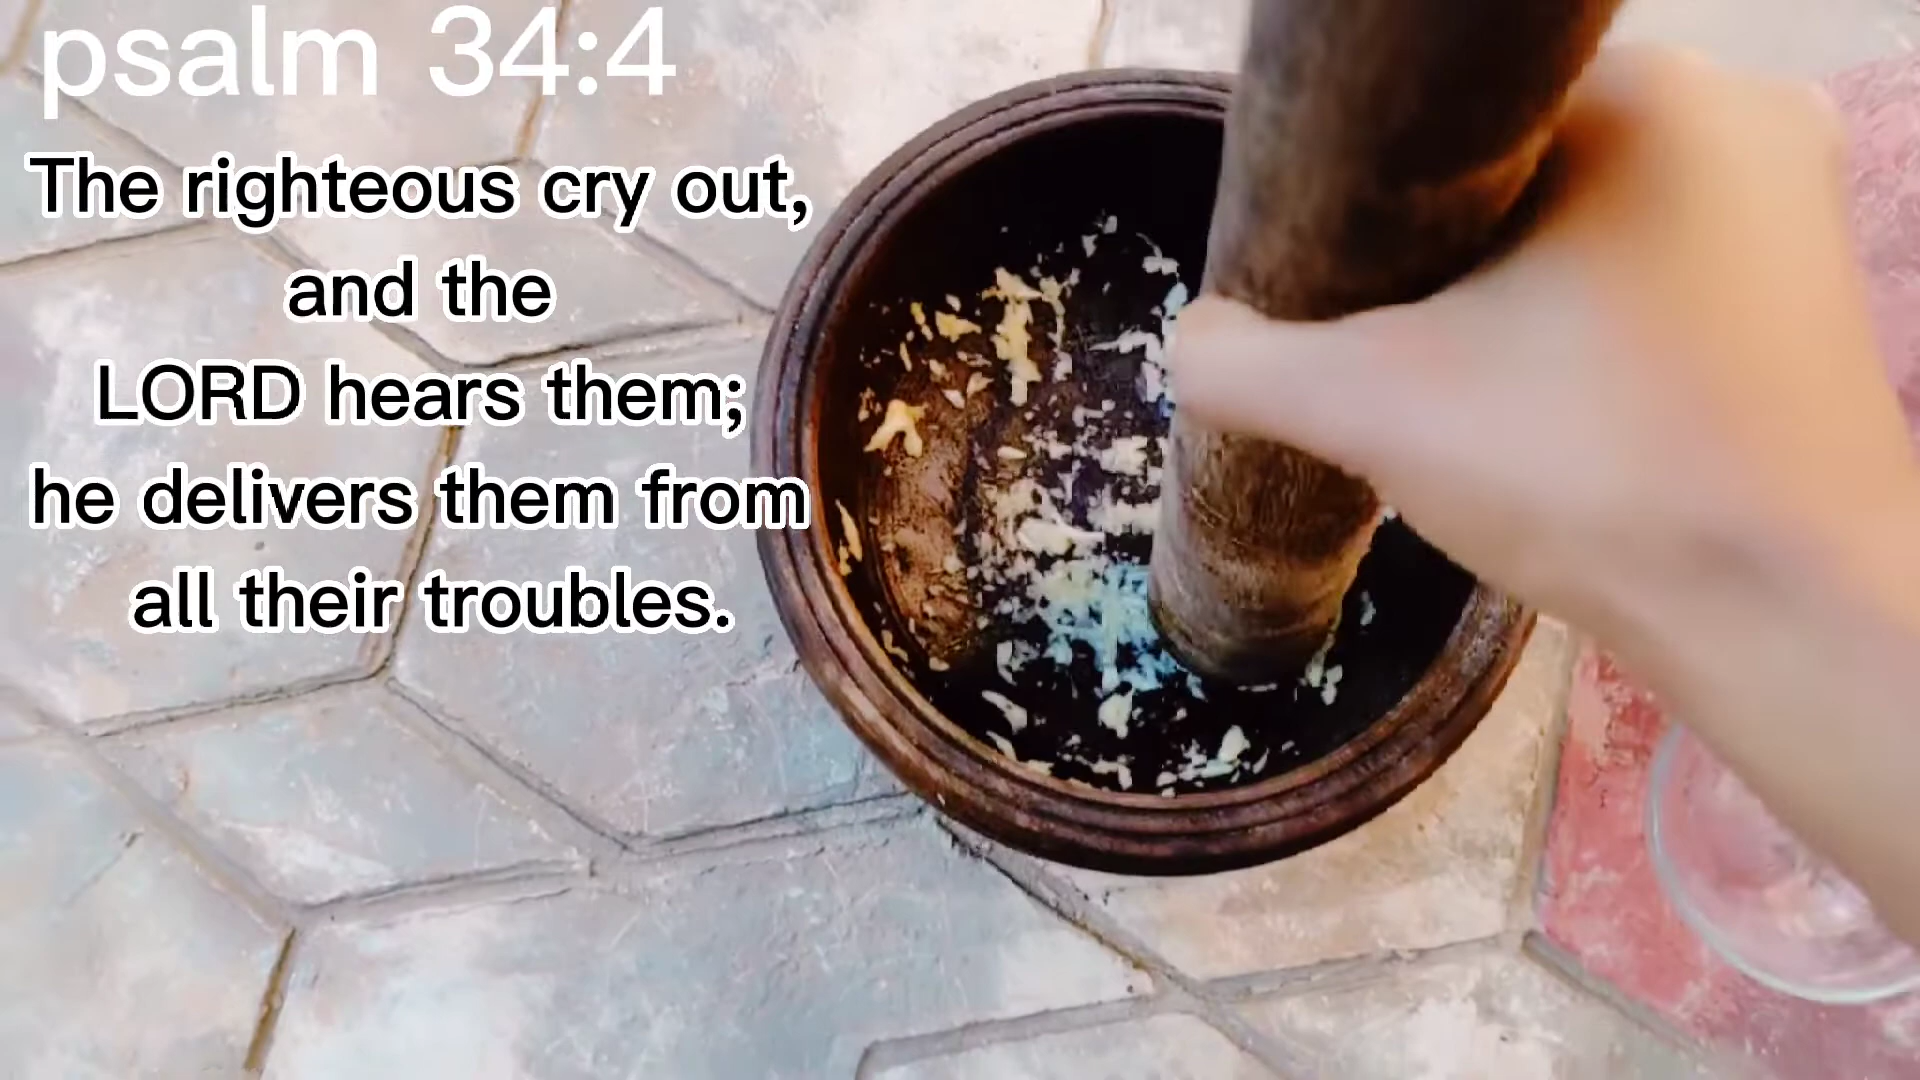 psalm 34:4
The righteous cry out,
and the
LORD hears them;
he delivers them from
all their troubles.